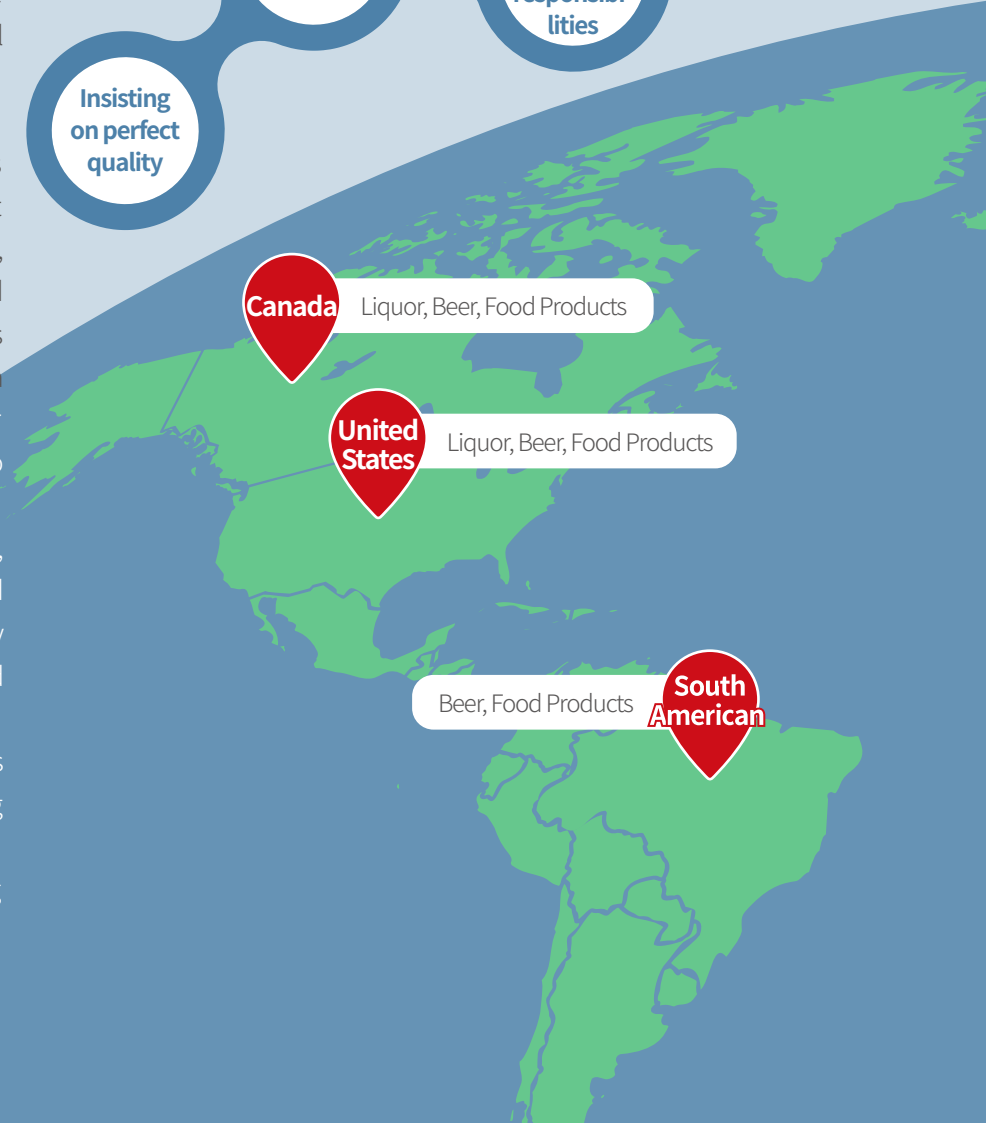 lities
Insisting
on perfect
quality
Canada
Liquor, Beer, Food Products
United
States
Liquor, Beer, Food Products
South
American
Beer, Food Products